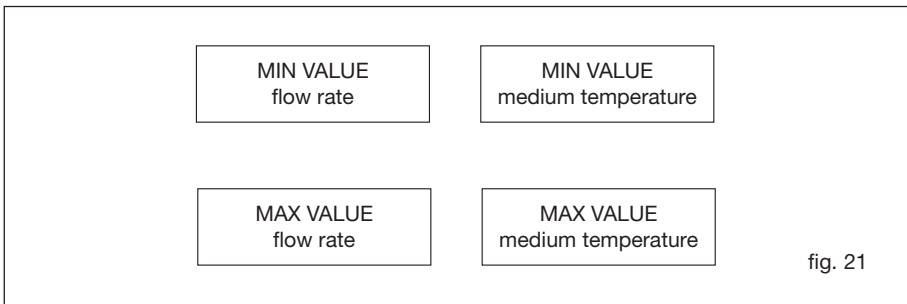 MIN VALUE
flow rate
MIN VALUE
medium temperature
MAX VALUE
flow rate
MAX VALUE
medium temperature
fig. 21